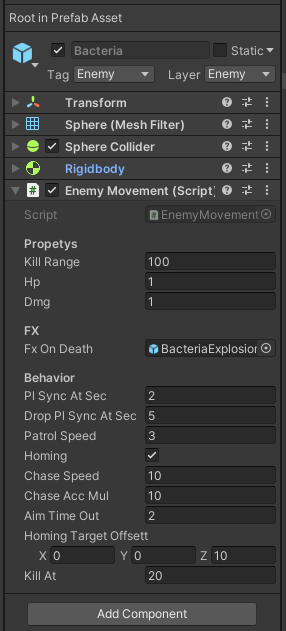 Root in Prefab Asset
Bacteria Static
Tag Enemy Layer Enemy
Transform
Sphere (Mesh Filter)
Sphere Collider
Rigidbody
# Enemy Movement (Script)
Script EnemyMovement
Propetys
Kill Range 100
Hp 1
Dmg 1
FX
Fx On Death BacteriaExplosion
Behavior
Pl Sync At Sec 2
Drop Pl Sync At Sec 5
Patrol Speed 3
Homing
Chase Speed 10
Chase Acc Mul 10
Aim Time Out 2
Homing Target Offsett
X 0 Y 0 Z 10
Kill At 20
Add Component